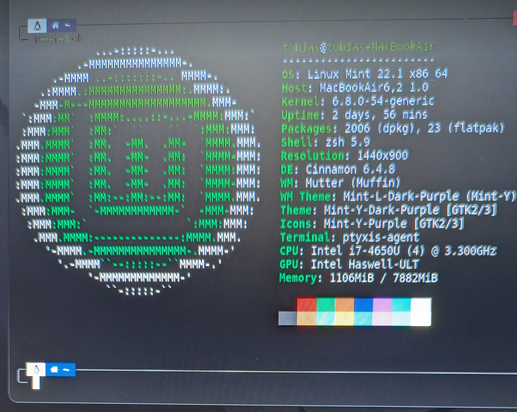 tobias@tobias-MacBookAir
OS: Linux Mint 22.1 x86 64
Host: MacBookAir6,2 1.0
Kernel: 6.8.0-54-generic
Uptime: 2 days, 56 mins
Packages: 2006 (dpkg), 23 (flatpak)
Shell: zsh 5.9
Resolution: 1440x900
DE: Cinnamon 6.4.8
WM: Mutter (Muffin)
WM Theme: Mint-L-Dark-Purple (Mint-Y)
Theme: Mint-Y-Dark-Purple [GTK2/3]
Icons: Mint-Y-Purple [GTK2/3]
Terminal: ptyxis-agent
CPU: Intel i7-4650U (4) @ 3.300GHz
GPU: Intel Haswell-ULT
Memory: 1106MiB / 7882MiB